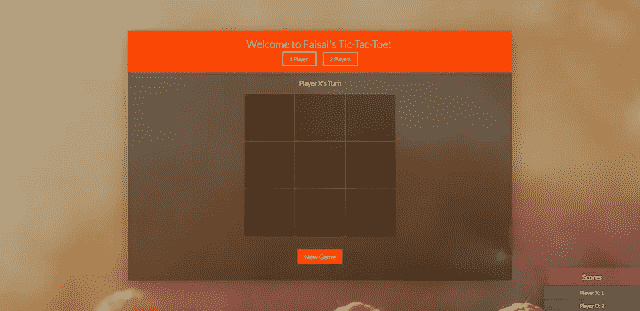 Welcome to Faisal's Tic-Tac-Toe!
1 Player
2 Players
Player X's Turn
New Game
Scores
Player X: 1
Player O: 2